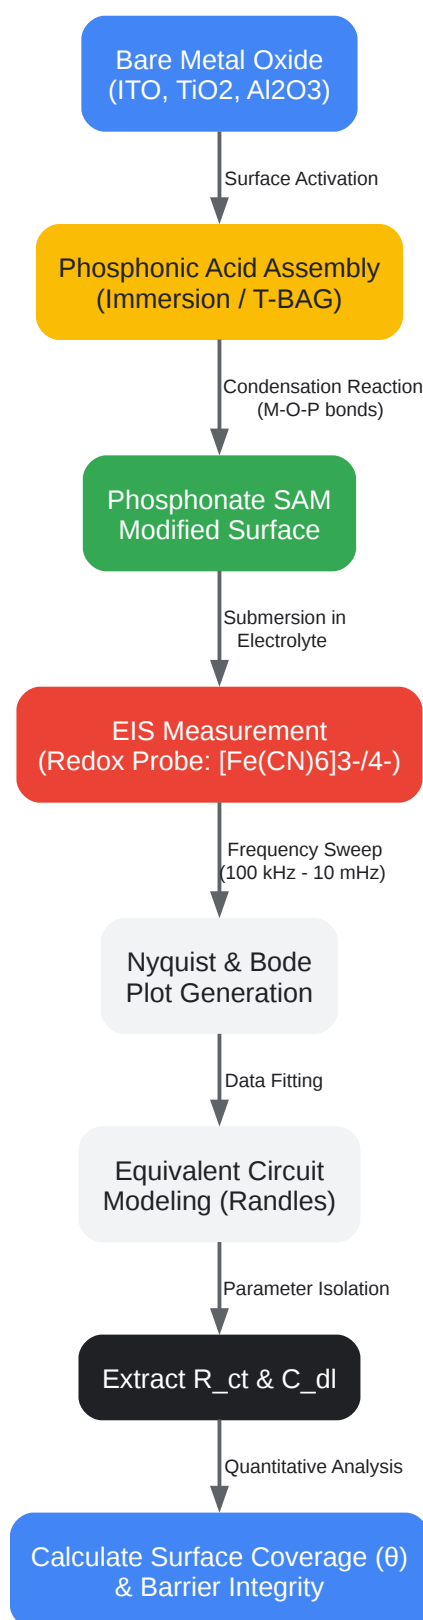 Bare Metal Oxide
(ITO, TiO2, Al2O3)
Surface Activation
Phosphonic Acid Assembly
(Immersion / T-BAG)
Condensation Reaction
(M-O-P bonds)
Phosphonate SAM
Modified Surface
Submersion in
Electrolyte
EIS Measurement
(Redox Probe: [Fe(CN)6]3-/4-)
Frequency Sweep
(100 kHz - 10 mHz)
Nyquist & Bode
Plot Generation
Data Fitting
Equivalent Circuit
Modeling (Randles)
Parameter Isolation
Extract R_ct & C_dl
Quantitative Analysis
Calculate Surface Coverage (θ)
& Barrier Integrity